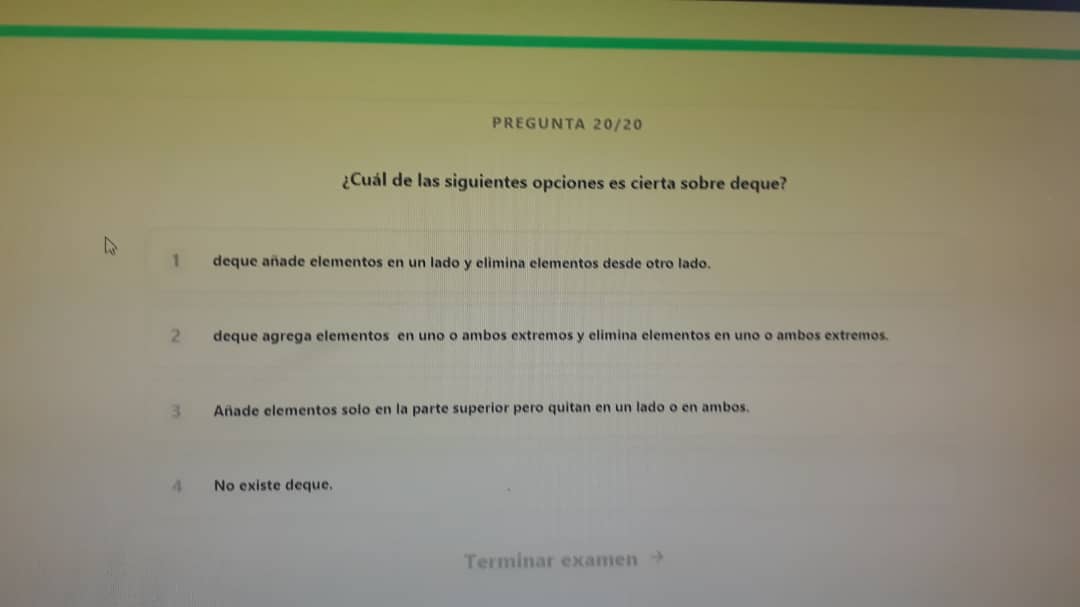 PREGUNTA 20/20
¿Cuál de las siguientes opciones es cierta sobre deque?
1 deque añade elementos en un lado y elimina elementos desde otro lado.
2 deque agrega elementos en uno o ambos extremos y elimina elementos en uno o ambos extremos.
3 Añade elementos solo en la parte superior pero quitan en un lado o en ambos.
4 No existe deque.
Terminar examen →